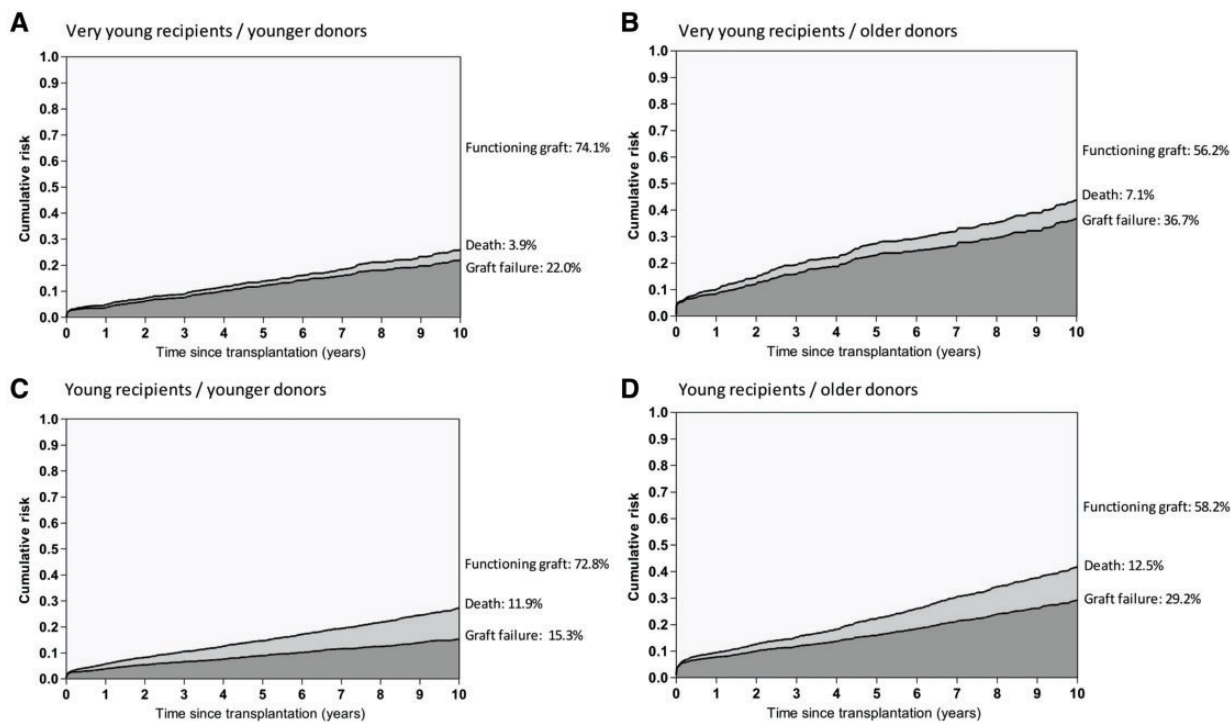 A
Very young recipients / younger donors
1.0
0.9
0.8
0.7
0.6
0.5
0.4
0.3
0.2
0.1
0.0
Cumulative risk
0 1 2 3 4 5 6 7 8 9 10
Time since transplantation (years)
Functioning graft: 74.1%
Death: 3.9%
Graft failure: 22.0%
B
Very young recipients / older donors
1.0
0.9
0.8
0.7
0.6
0.5
0.4
0.3
0.2
0.1
0.0
Cumulative risk
0 1 2 3 4 5 6 7 8 9 10
Time since transplantation (years)
Functioning graft: 56.2%
Death: 7.1%
Graft failure: 36.7%
C
Young recipients / younger donors
1.0
0.9
0.8
0.7
0.6
0.5
0.4
0.3
0.2
0.1
0.0
Cumulative risk
0 1 2 3 4 5 6 7 8 9 10
Time since transplantation (years)
Functioning graft: 72.8%
Death: 11.9%
Graft failure: 15.3%
D
Young recipients / older donors
1.0
0.9
0.8
0.7
0.6
0.5
0.4
0.3
0.2
0.1
0.0
Cumulative risk
0 1 2 3 4 5 6 7 8 9 10
Time since transplantation (years)
Functioning graft: 58.2%
Death: 12.5%
Graft failure: 29.2%